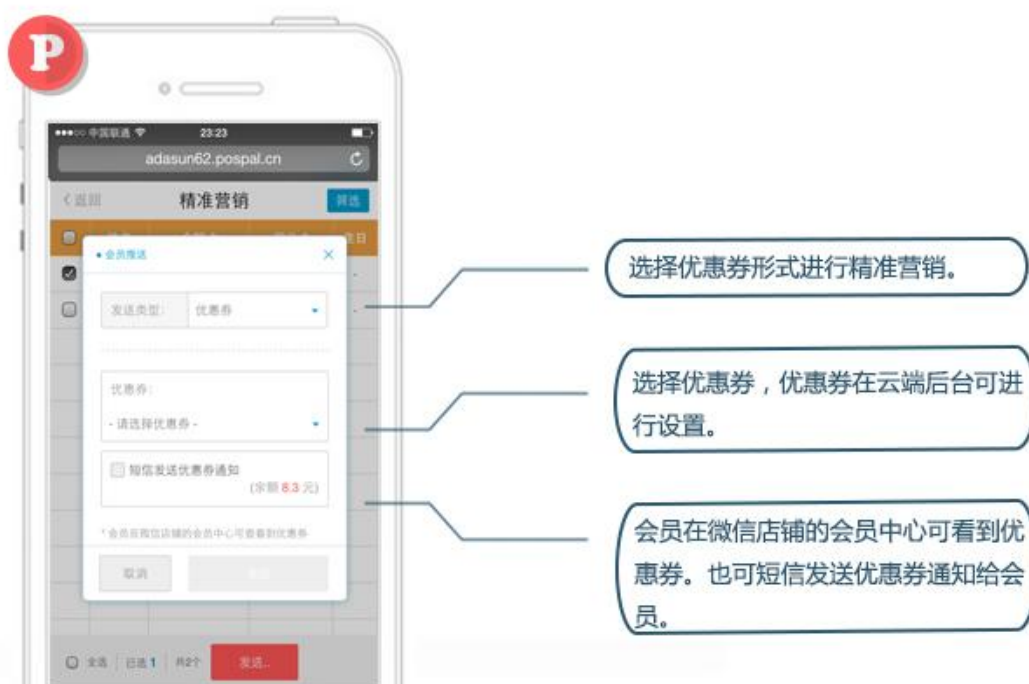 P
中国联通
23:23
adasun62.pospal.cn
返回
精准营销
筛选
生日
会员推送
发送类型：
优惠券
优惠券：
- 请选择优惠券 -
短信发送优惠券通知
(余额 8.3 元)
* 会员在微信店铺的会员中心可查看到优惠券
取消
全选
已选 1
共2个
发送..
选择优惠券形式进行精准营销。
选择优惠券，优惠券在云端后台可进
行设置。
会员在微信店铺的会员中心可看到优
惠券。也可短信发送优惠券通知给会
员。